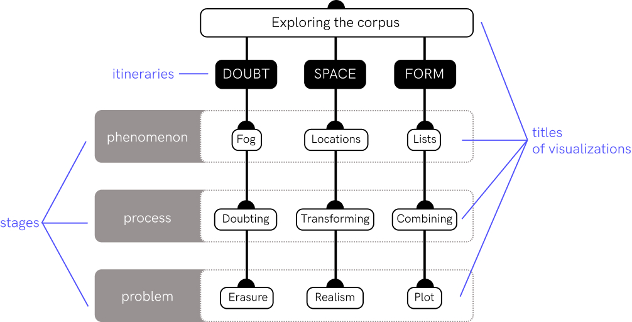 Exploring the corpus
itineraries
DOUBT
SPACE
FORM
phenomenon
Fog
Locations
Lists
titles
of visualizations
stages
process
Doubting
Transforming
Combining
problem
Erasure
Realism
Plot